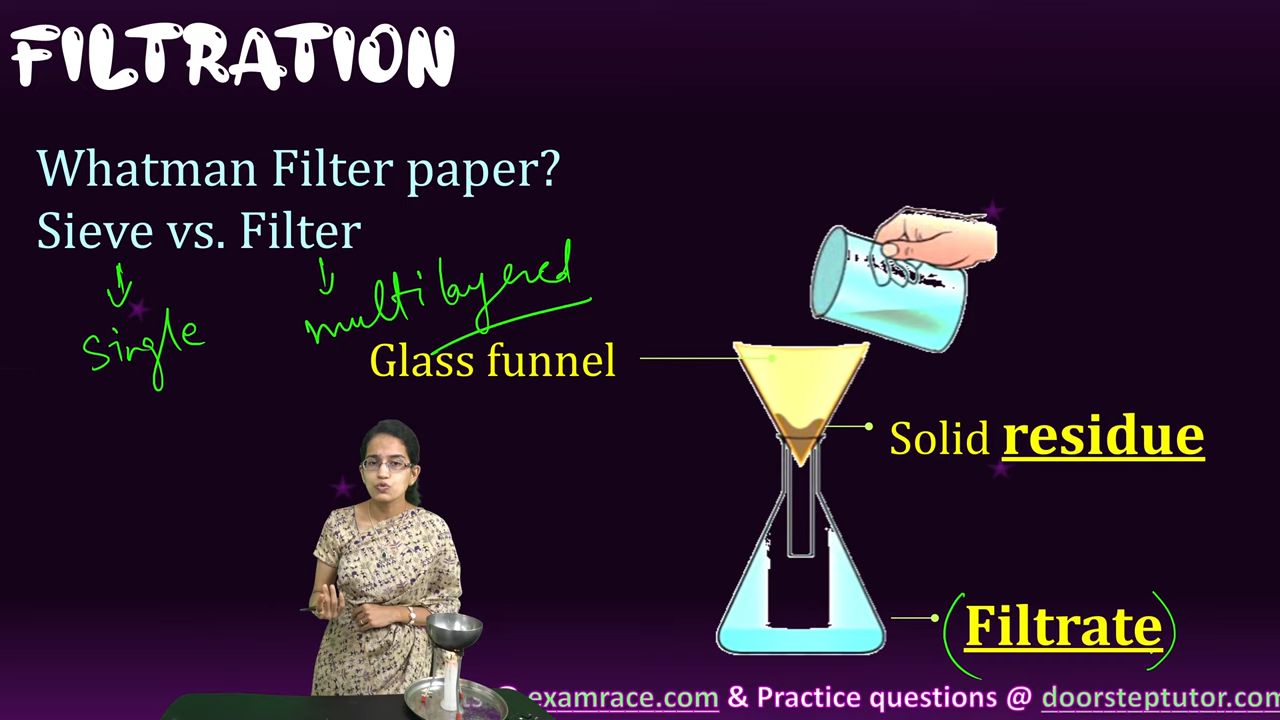 FILTRATION
Whatman Filter paper?
Sieve vs. Filter
single
multilayered
Glass funnel
Solid residue
(Filtrate)
examrace.com & Practice questions @ doorsteptutor.com